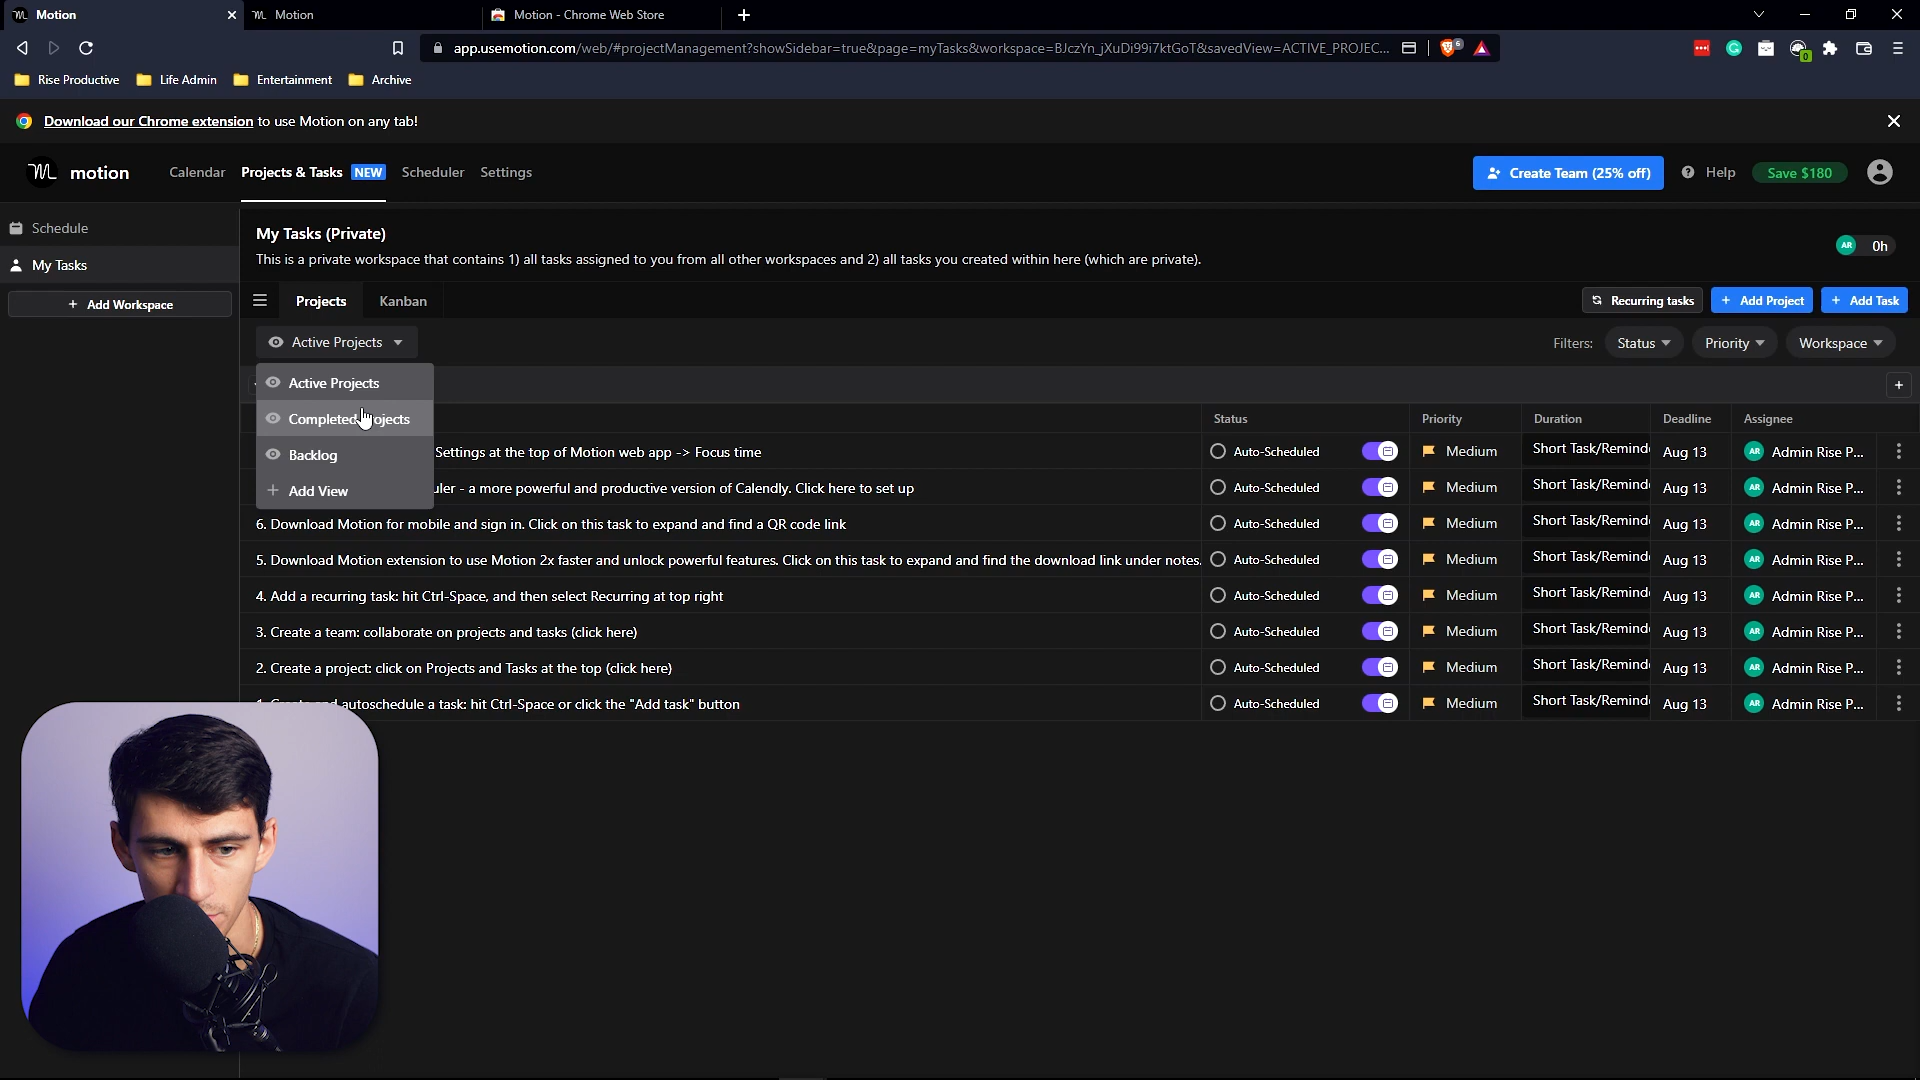 Motion
Motion
Motion - Chrome Web Store
app.usemotion.com/web/#projectManagement?showSidebar=true&page=myTasks&workspace=BJczYn_jXuDi99i7ktGoT&savedView=ACTIVE_PROJEC...
6
0
Rise Productive
Life Admin
Entertainment
Archive
Download our Chrome extension to use Motion on any tab!
motion
Calendar
Projects & Tasks NEW
Scheduler
Settings
Create Team (25% off)
Help
Save $180
Schedule
My Tasks
+ Add Workspace
My Tasks (Private)
This is a private workspace that contains 1) all tasks assigned to you from all other workspaces and 2) all tasks you created within here (which are private).
AR 0h
Projects
Kanban
Recurring tasks
+ Add Project
+ Add Task
Active Projects
Filters:
Status
Priority
Workspace
Active Projects
Completed ojects
Backlog
+ Add View
+
Status Priority Duration Deadline Assignee
Settings at the top of Motion web app -> Focus time Auto-Scheduled Medium Short Task/Remind Aug 13 AR Admin Rise P...
uler - a more powerful and productive version of Calendly. Click here to set up Auto-Scheduled Medium Short Task/Remind Aug 13 AR Admin Rise P...
6. Download Motion for mobile and sign in. Click on this task to expand and find a QR code link Auto-Scheduled Medium Short Task/Remind Aug 13 AR Admin Rise P...
5. Download Motion extension to use Motion 2x faster and unlock powerful features. Click on this task to expand and find the download link under notes. Auto-Scheduled Medium Short Task/Remind Aug 13 AR Admin Rise P...
4. Add a recurring task: hit Ctrl-Space, and then select Recurring at top right Auto-Scheduled Medium Short Task/Remind Aug 13 AR Admin Rise P...
3. Create a team: collaborate on projects and tasks (click here) Auto-Scheduled Medium Short Task/Remind Aug 13 AR Admin Rise P...
2. Create a project: click on Projects and Tasks at the top (click here) Auto-Scheduled Medium Short Task/Remind Aug 13 AR Admin Rise P...
autoschedule a task: hit Ctrl-Space or click the "Add task" button Auto-Scheduled Medium Short Task/Remind Aug 13 AR Admin Rise P...